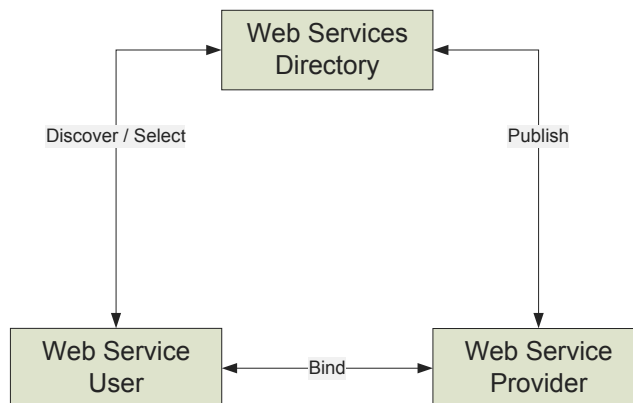 Web Services
Directory
Discover / Select
Publish
Web Service
User
Bind
Web Service
Provider